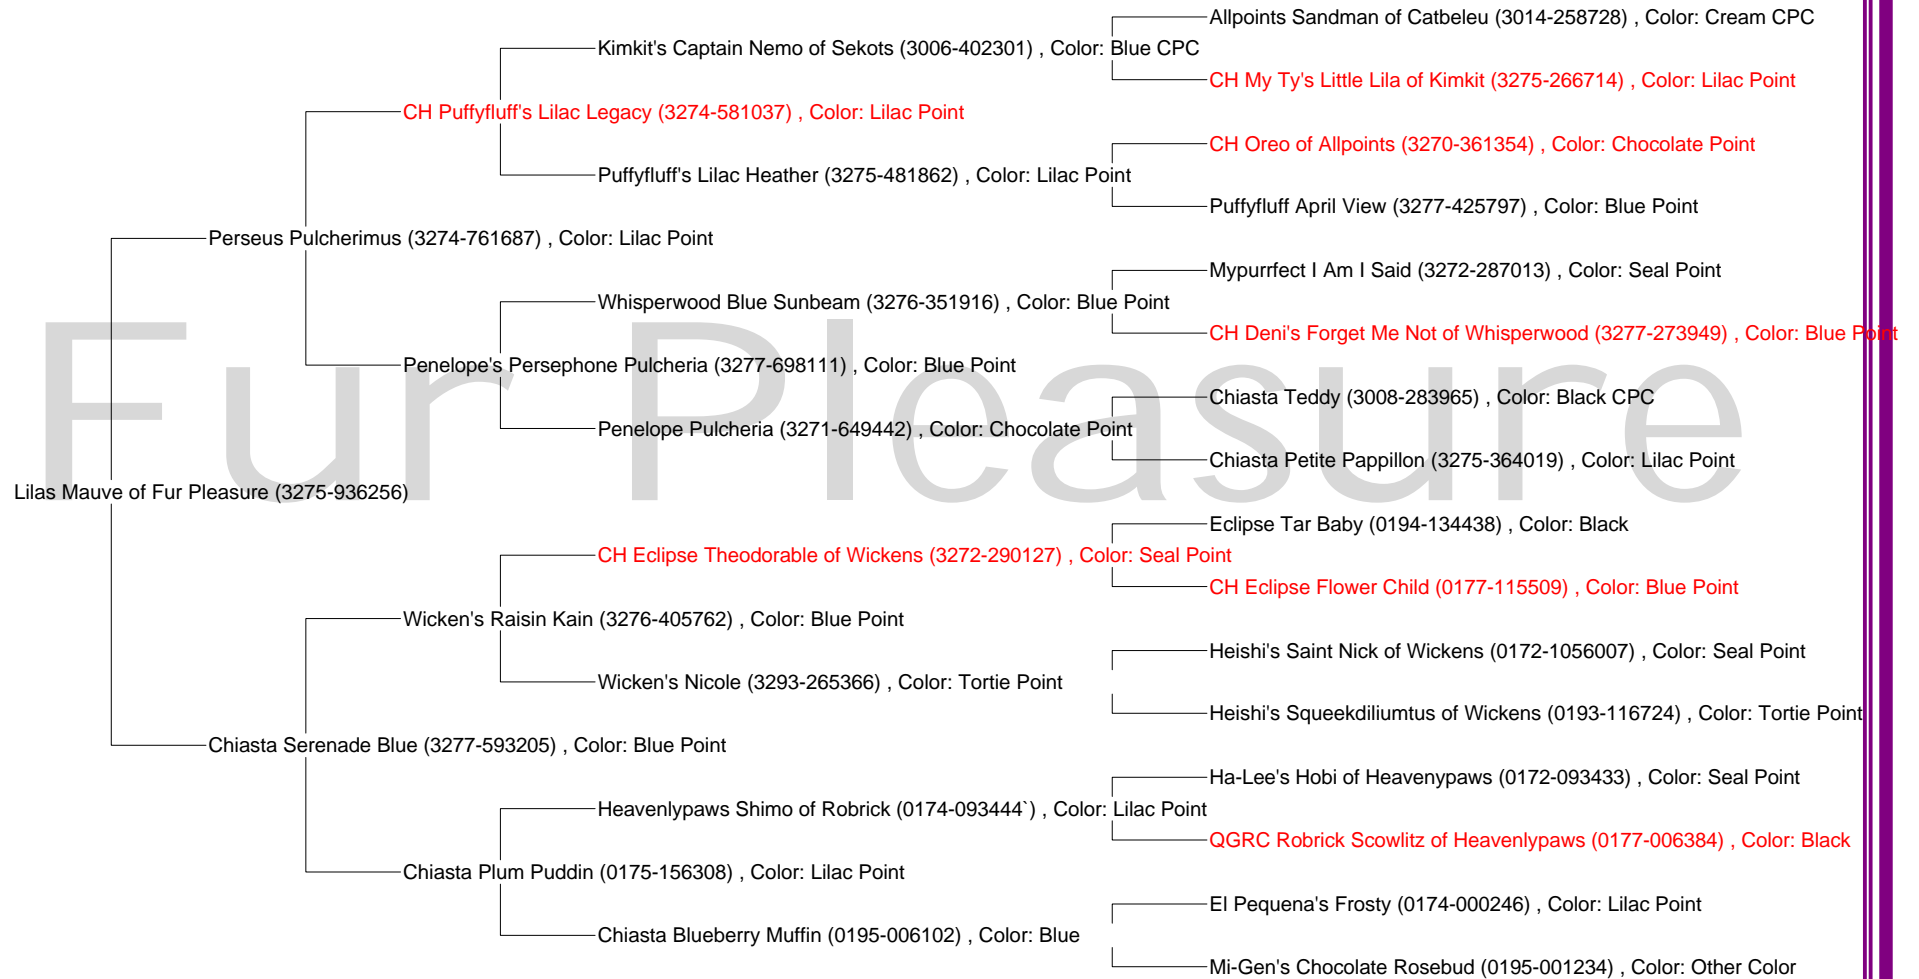 Allpoints Sandman of Catbeleu (3014-258728) , Color: Cream CPC
Kimkit's Captain Nemo of Sekots (3006-402301) , Color: Blue CPC
CH My Ty's Little Lila of Kimkit (3275-266714) , Color: Lilac Point
CH Puffyfluff's Lilac Legacy (3274-581037) , Color: Lilac Point
CH Oreo of Allpoints (3270-361354) , Color: Chocolate Point
Puffyfluff's Lilac Heather (3275-481862) , Color: Lilac Point
Puffyfluff April View (3277-425797) , Color: Blue Point
Perseus Pulcherimus (3274-761687) , Color: Lilac Point
Mypurrfect I Am I Said (3272-287013) , Color: Seal Point
Whisperwood Blue Sunbeam (3276-351916) , Color: Blue Point
CH Deni's Forget Me Not of Whisperwood (3277-273949) , Color: Blue Point
Penelope's Persephone Pulcheria (3277-698111) , Color: Blue Point
Chiasta Teddy (3008-283965) , Color: Black CPC
Penelope Pulcheria (3271-649442) , Color: Chocolate Point
Chiasta Petite Pappillon (3275-364019) , Color: Lilac Point
Fur Pleasure
Lilas Mauve of Fur Pleasure (3275-936256)
Eclipse Tar Baby (0194-134438) , Color: Black
CH Eclipse Theodorable of Wickens (3272-290127) , Color: Seal Point
CH Eclipse Flower Child (0177-115509) , Color: Blue Point
Wicken's Raisin Kain (3276-405762) , Color: Blue Point
Heishi's Saint Nick of Wickens (0172-1056007) , Color: Seal Point
Wicken's Nicole (3293-265366) , Color: Tortie Point
Heishi's Squeekdiliumtus of Wickens (0193-116724) , Color: Tortie Point
Chiasta Serenade Blue (3277-593205) , Color: Blue Point
Ha-Lee's Hobi of Heavenypaws (0172-093433) , Color: Seal Point
Heavenlypaws Shimo of Robrick (0174-093444`) , Color: Lilac Point
QGRC Robrick Scowlitz of Heavenlypaws (0177-006384) , Color: Black
Chiasta Plum Puddin (0175-156308) , Color: Lilac Point
El Pequena's Frosty (0174-000246) , Color: Lilac Point
Chiasta Blueberry Muffin (0195-006102) , Color: Blue
Mi-Gen's Chocolate Rosebud (0195-001234) , Color: Other Color